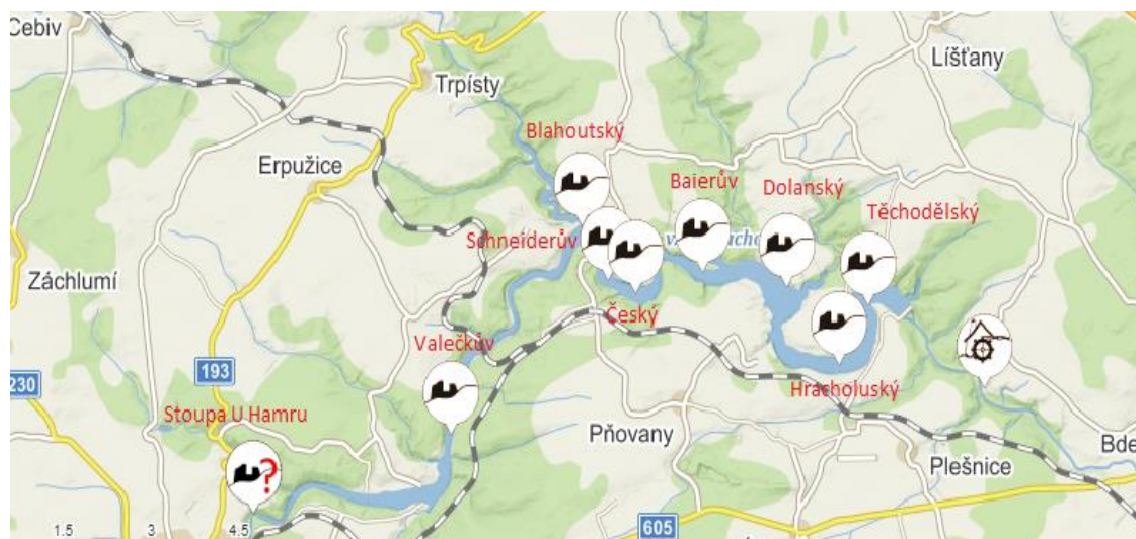 Cebiv
Líšťany
Trpísty
Blahoutský
Erpužice
Baierův
Dolanský
Těchodělský
Schneiderův
Záchlumí
Český
Valečkův
193
230
Hracholuský
Stoupa U Hamru
?
Pňovany
Plešnice
Bde
605
1.5 3 4.5